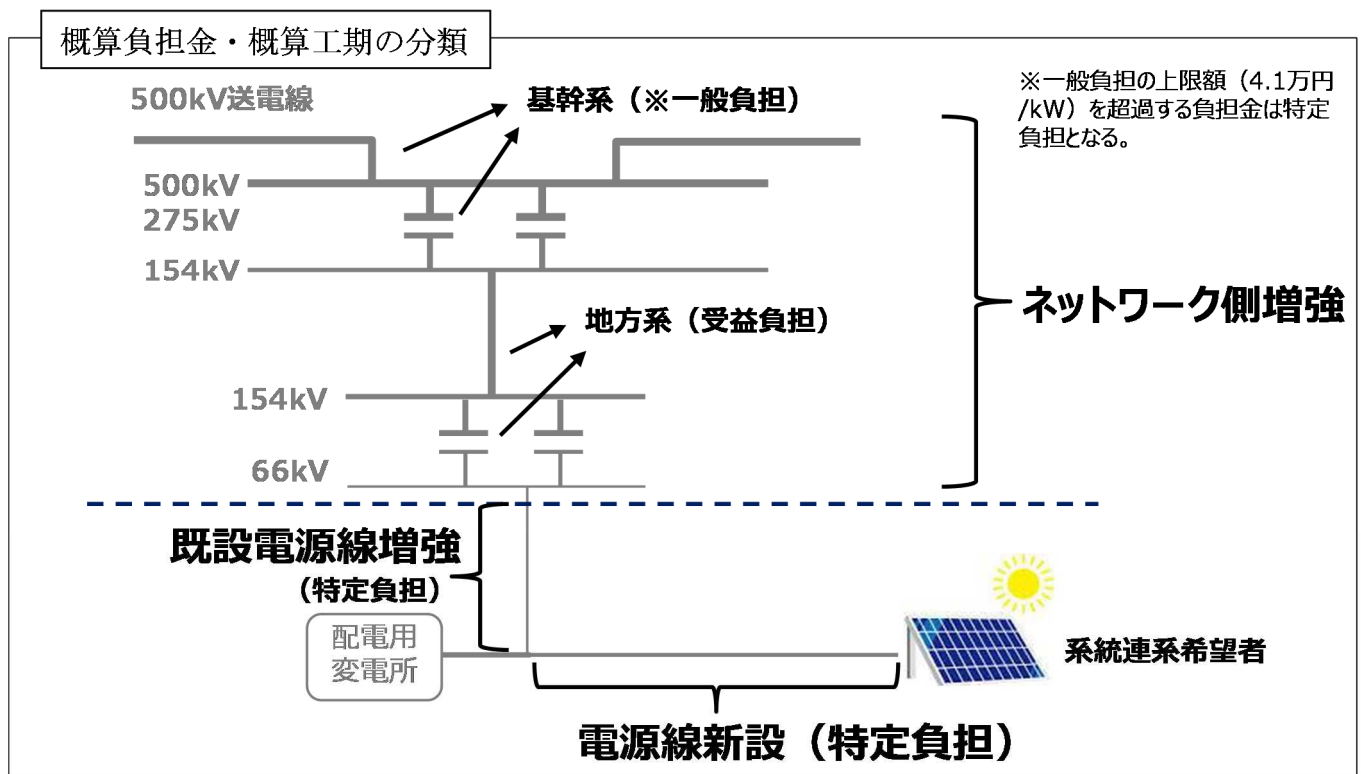 概算負担金・概算工期の分類
※一般負担の上限額(4.1万円
/kW)を超過する負担金は特定
負担となる。
500kV送電線
基幹系(※一般負担)
500kV
275kV
154kV
ネットワーク側増強
地方系(受益負担)
154kV
66kV
既設電源線増強
(特定負担)
配電用
変電所
系統連系希望者
電源線新設(特定負担)